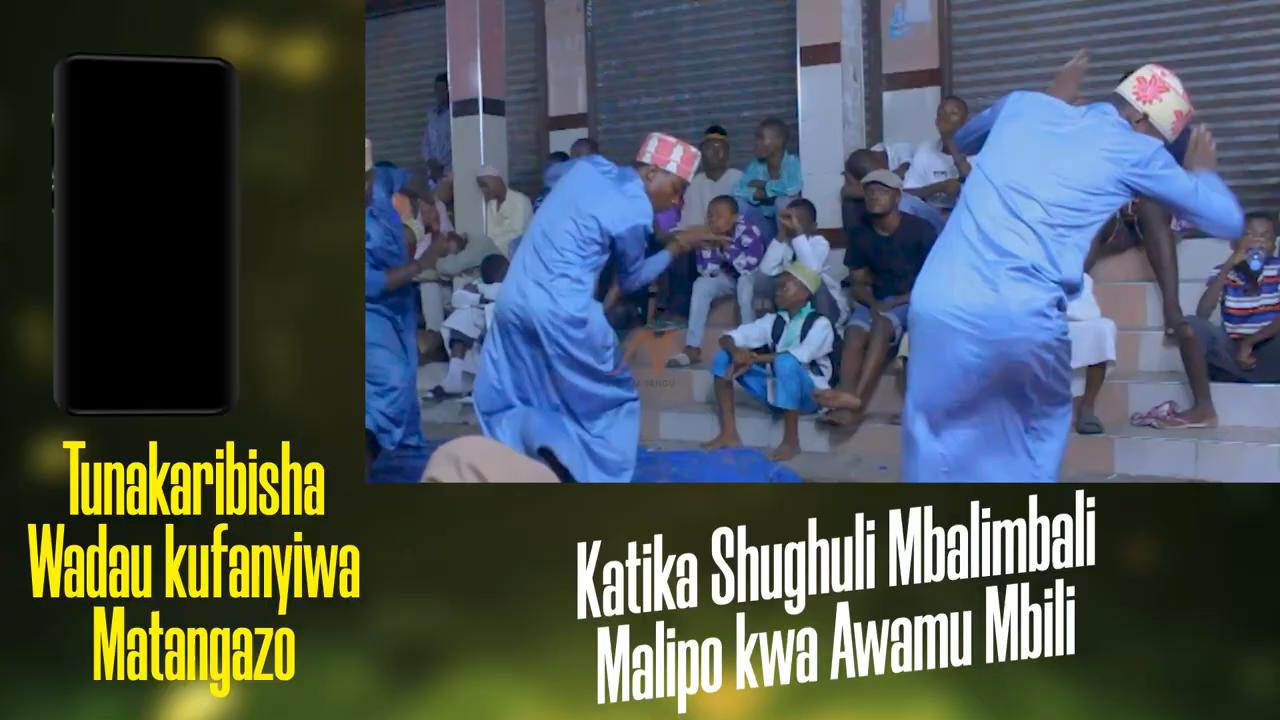 Tunakaribisha
Wadau kufanyiwa
Matangazo
Katika Shughuli Mbalimbali
Malipo kwa Awamu Mbili